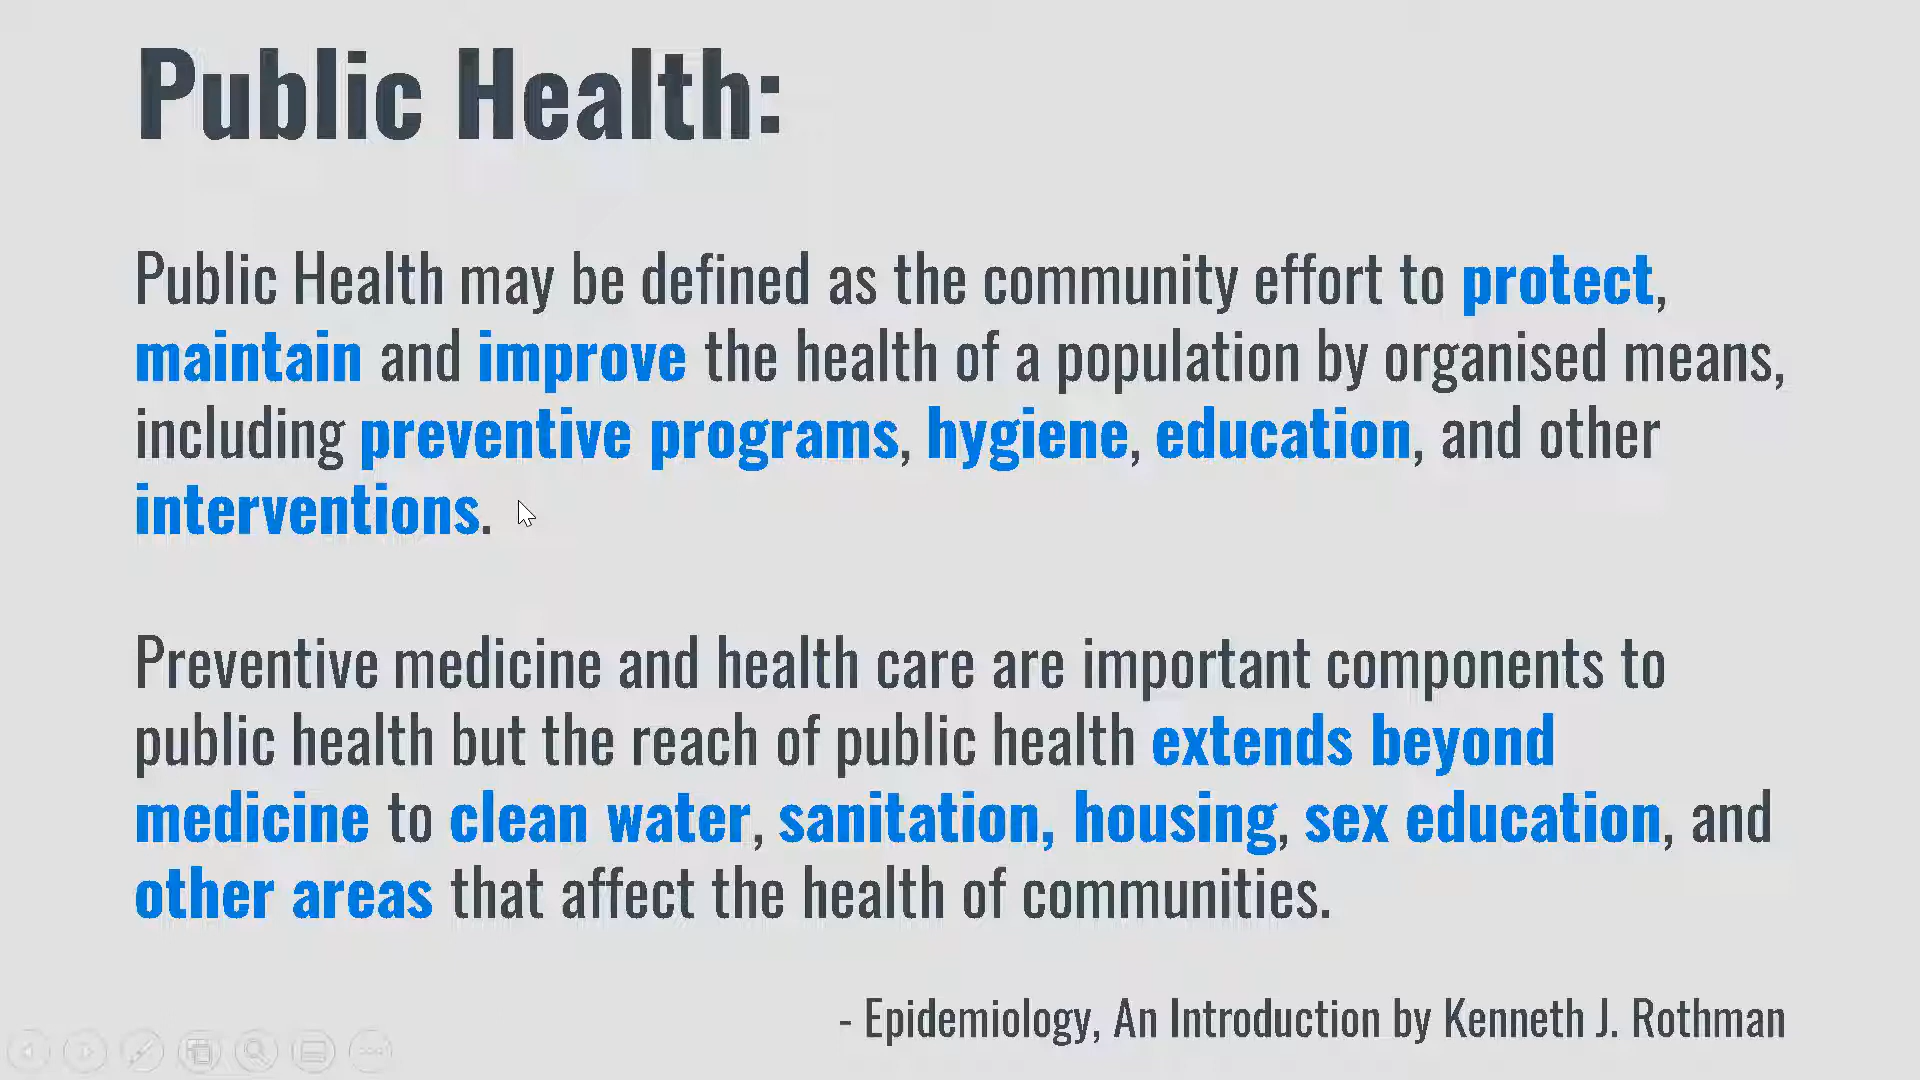 Public Health:
Public Health may be defined as the community effort to protect,
maintain and improve the health of a population by organised means,
including preventive programs, hygiene, education, and other
interventions.
Preventive medicine and health care are important components to
public health but the reach of public health extends beyond
medicine to clean water, sanitation, housing, sex education, and
other areas that affect the health of communities.
- Epidemiology, An Introduction by Kenneth J. Rothman